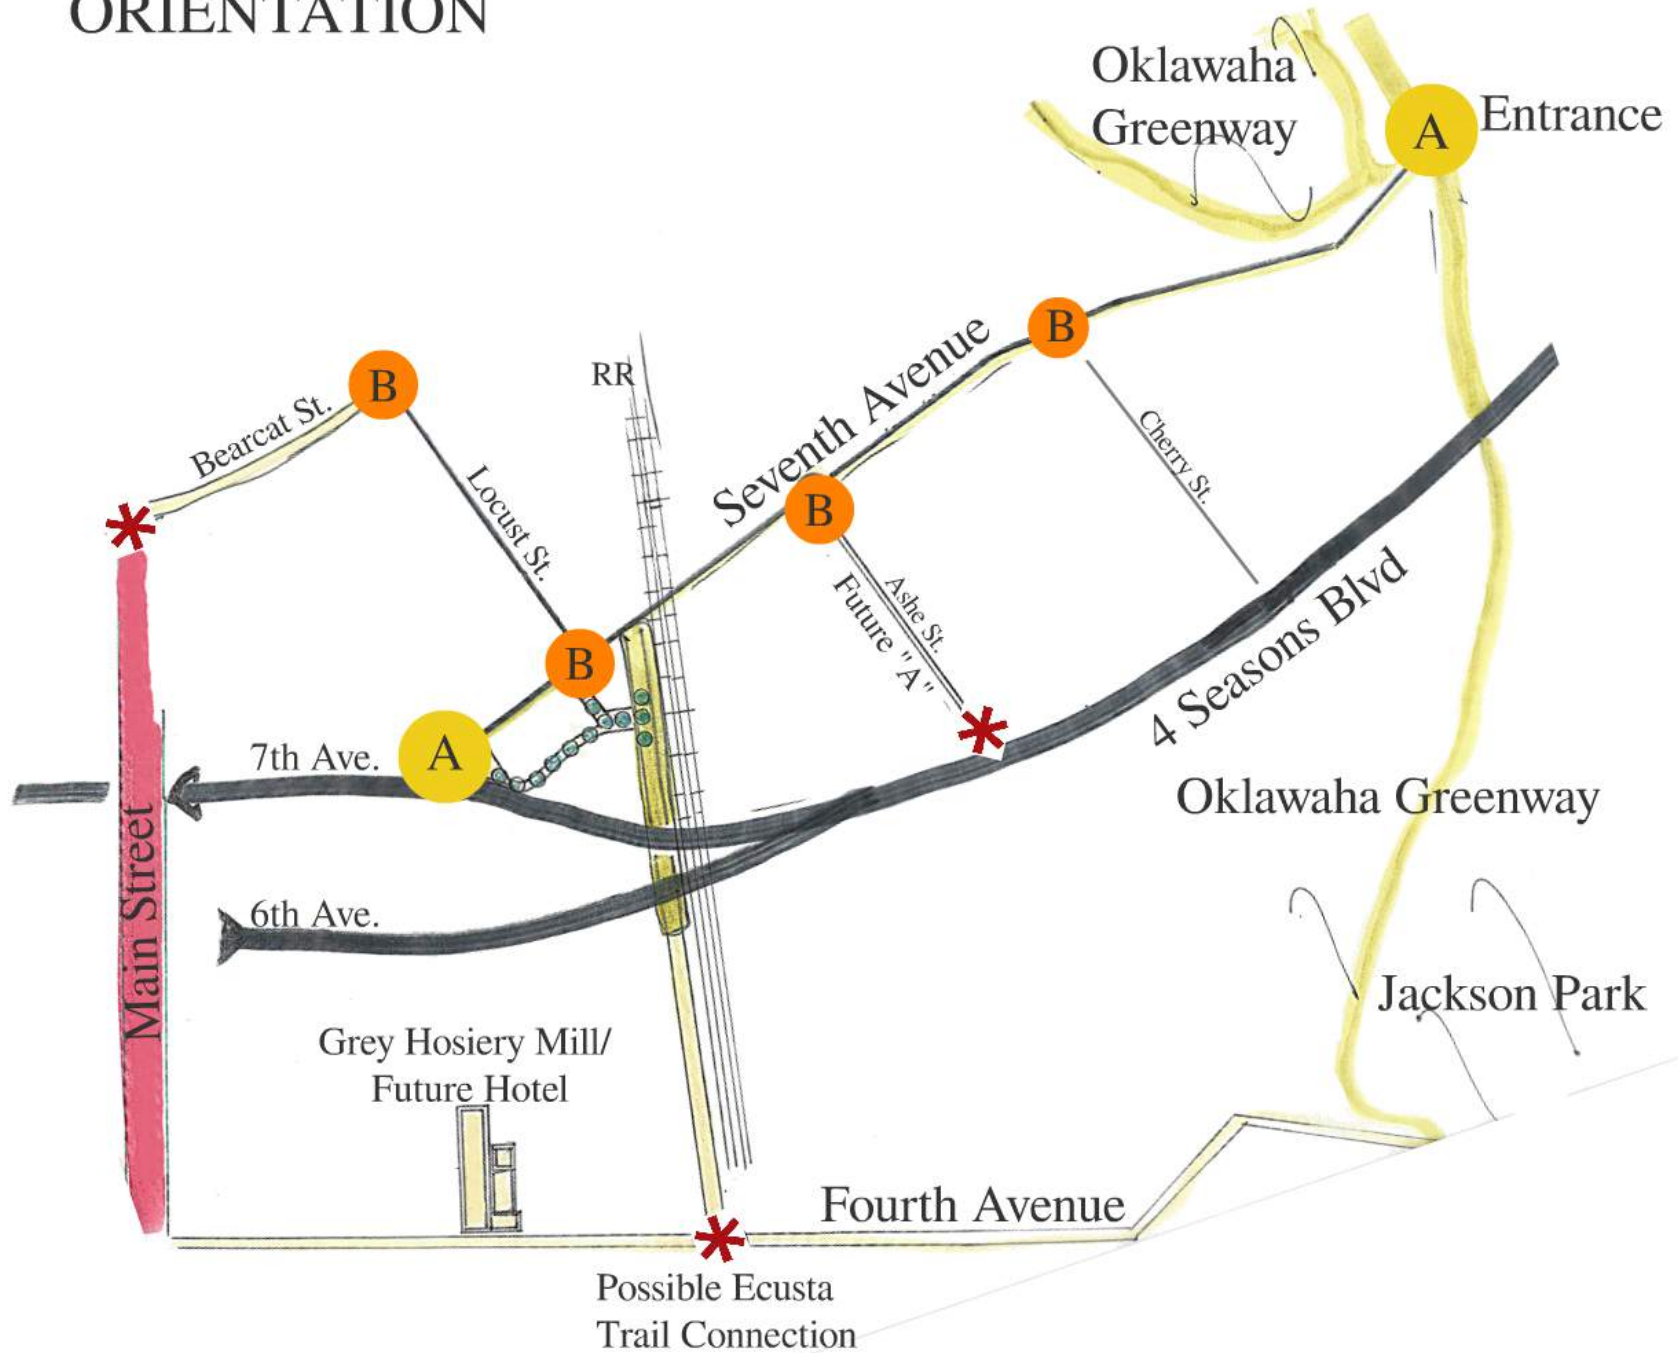 ORIENTATION
Oklawaha
Greenway
A
Entrance
B
Seventh Avenue
RR
B
Bearcat St.
Locust St.
Cherry St.
B
Ashe St.
Future "A"
B
4 Seasons Blvd
A
7th Ave.
Oklawaha Greenway
Main Street
6th Ave.
Jackson Park
Grey Hosiery Mill/
Future Hotel
Fourth Avenue
Possible Ecusta
Trail Connection